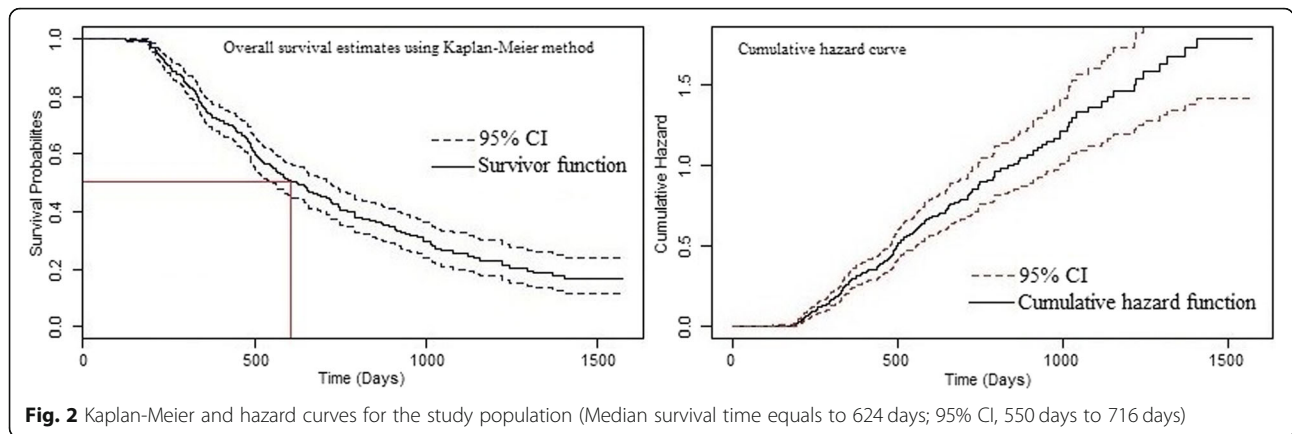 Overall survival estimates using Kaplan-Meier method
Survival Probabilites
1.0
0.8
0.6
0.4
0.2
0.0
95% CI
Survivor function
0
500
1000
1500
Time (Days)
Cumulative hazard curve
Cumulative Hazard
1.5
1.0
0.5
0.0
95% CI
Cumulative hazard function
0
500
1000
1500
Time (Days)
Fig. 2 Kaplan-Meier and hazard curves for the study population (Median survival time equals to 624 days; 95% CI, 550 days to 716 days)